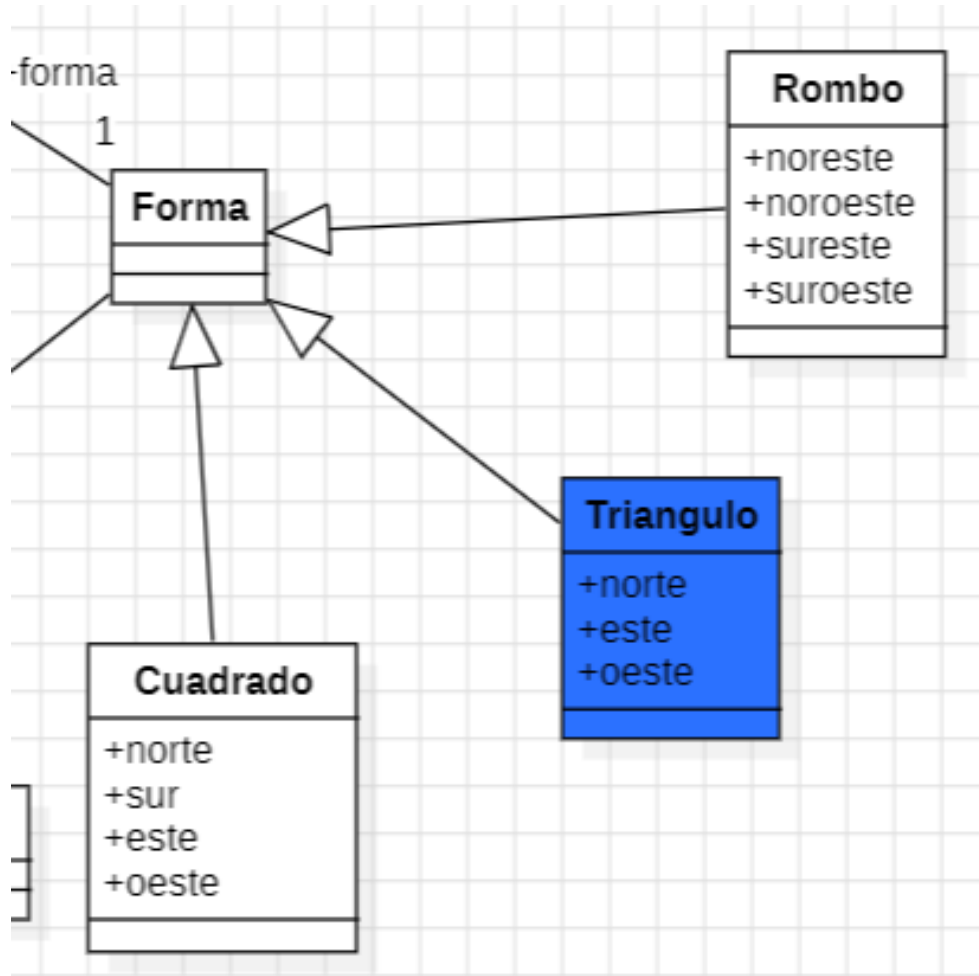 -forma
1
Forma
Rombo
+noreste
+noroeste
+sureste
+suroeste
Triangulo
+norte
+este
+oeste
Cuadrado
+norte
+sur
+este
+oeste